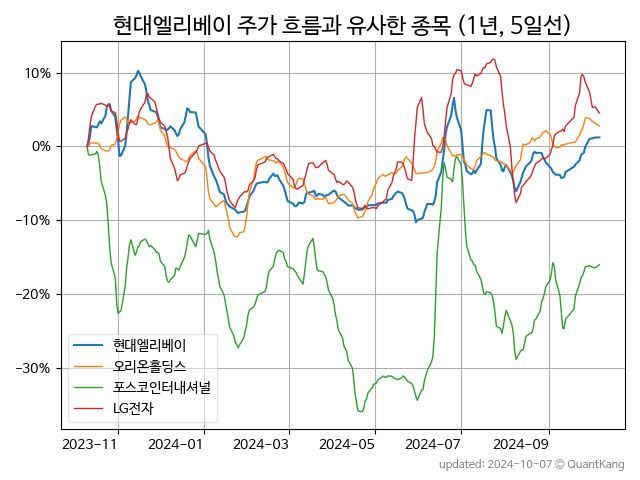 현대엘리베이 주가 흐름과 유사한 종목 (1년, 5일선)
10%
0%
−10%
−20%
−30%
현대엘리베이
오리온홀딩스
포스코인터내셔널
LG전자
2023-11 2024-01 2024-03 2024-05 2024-07 2024-09
updated: 2024-10-07 © QuantKang